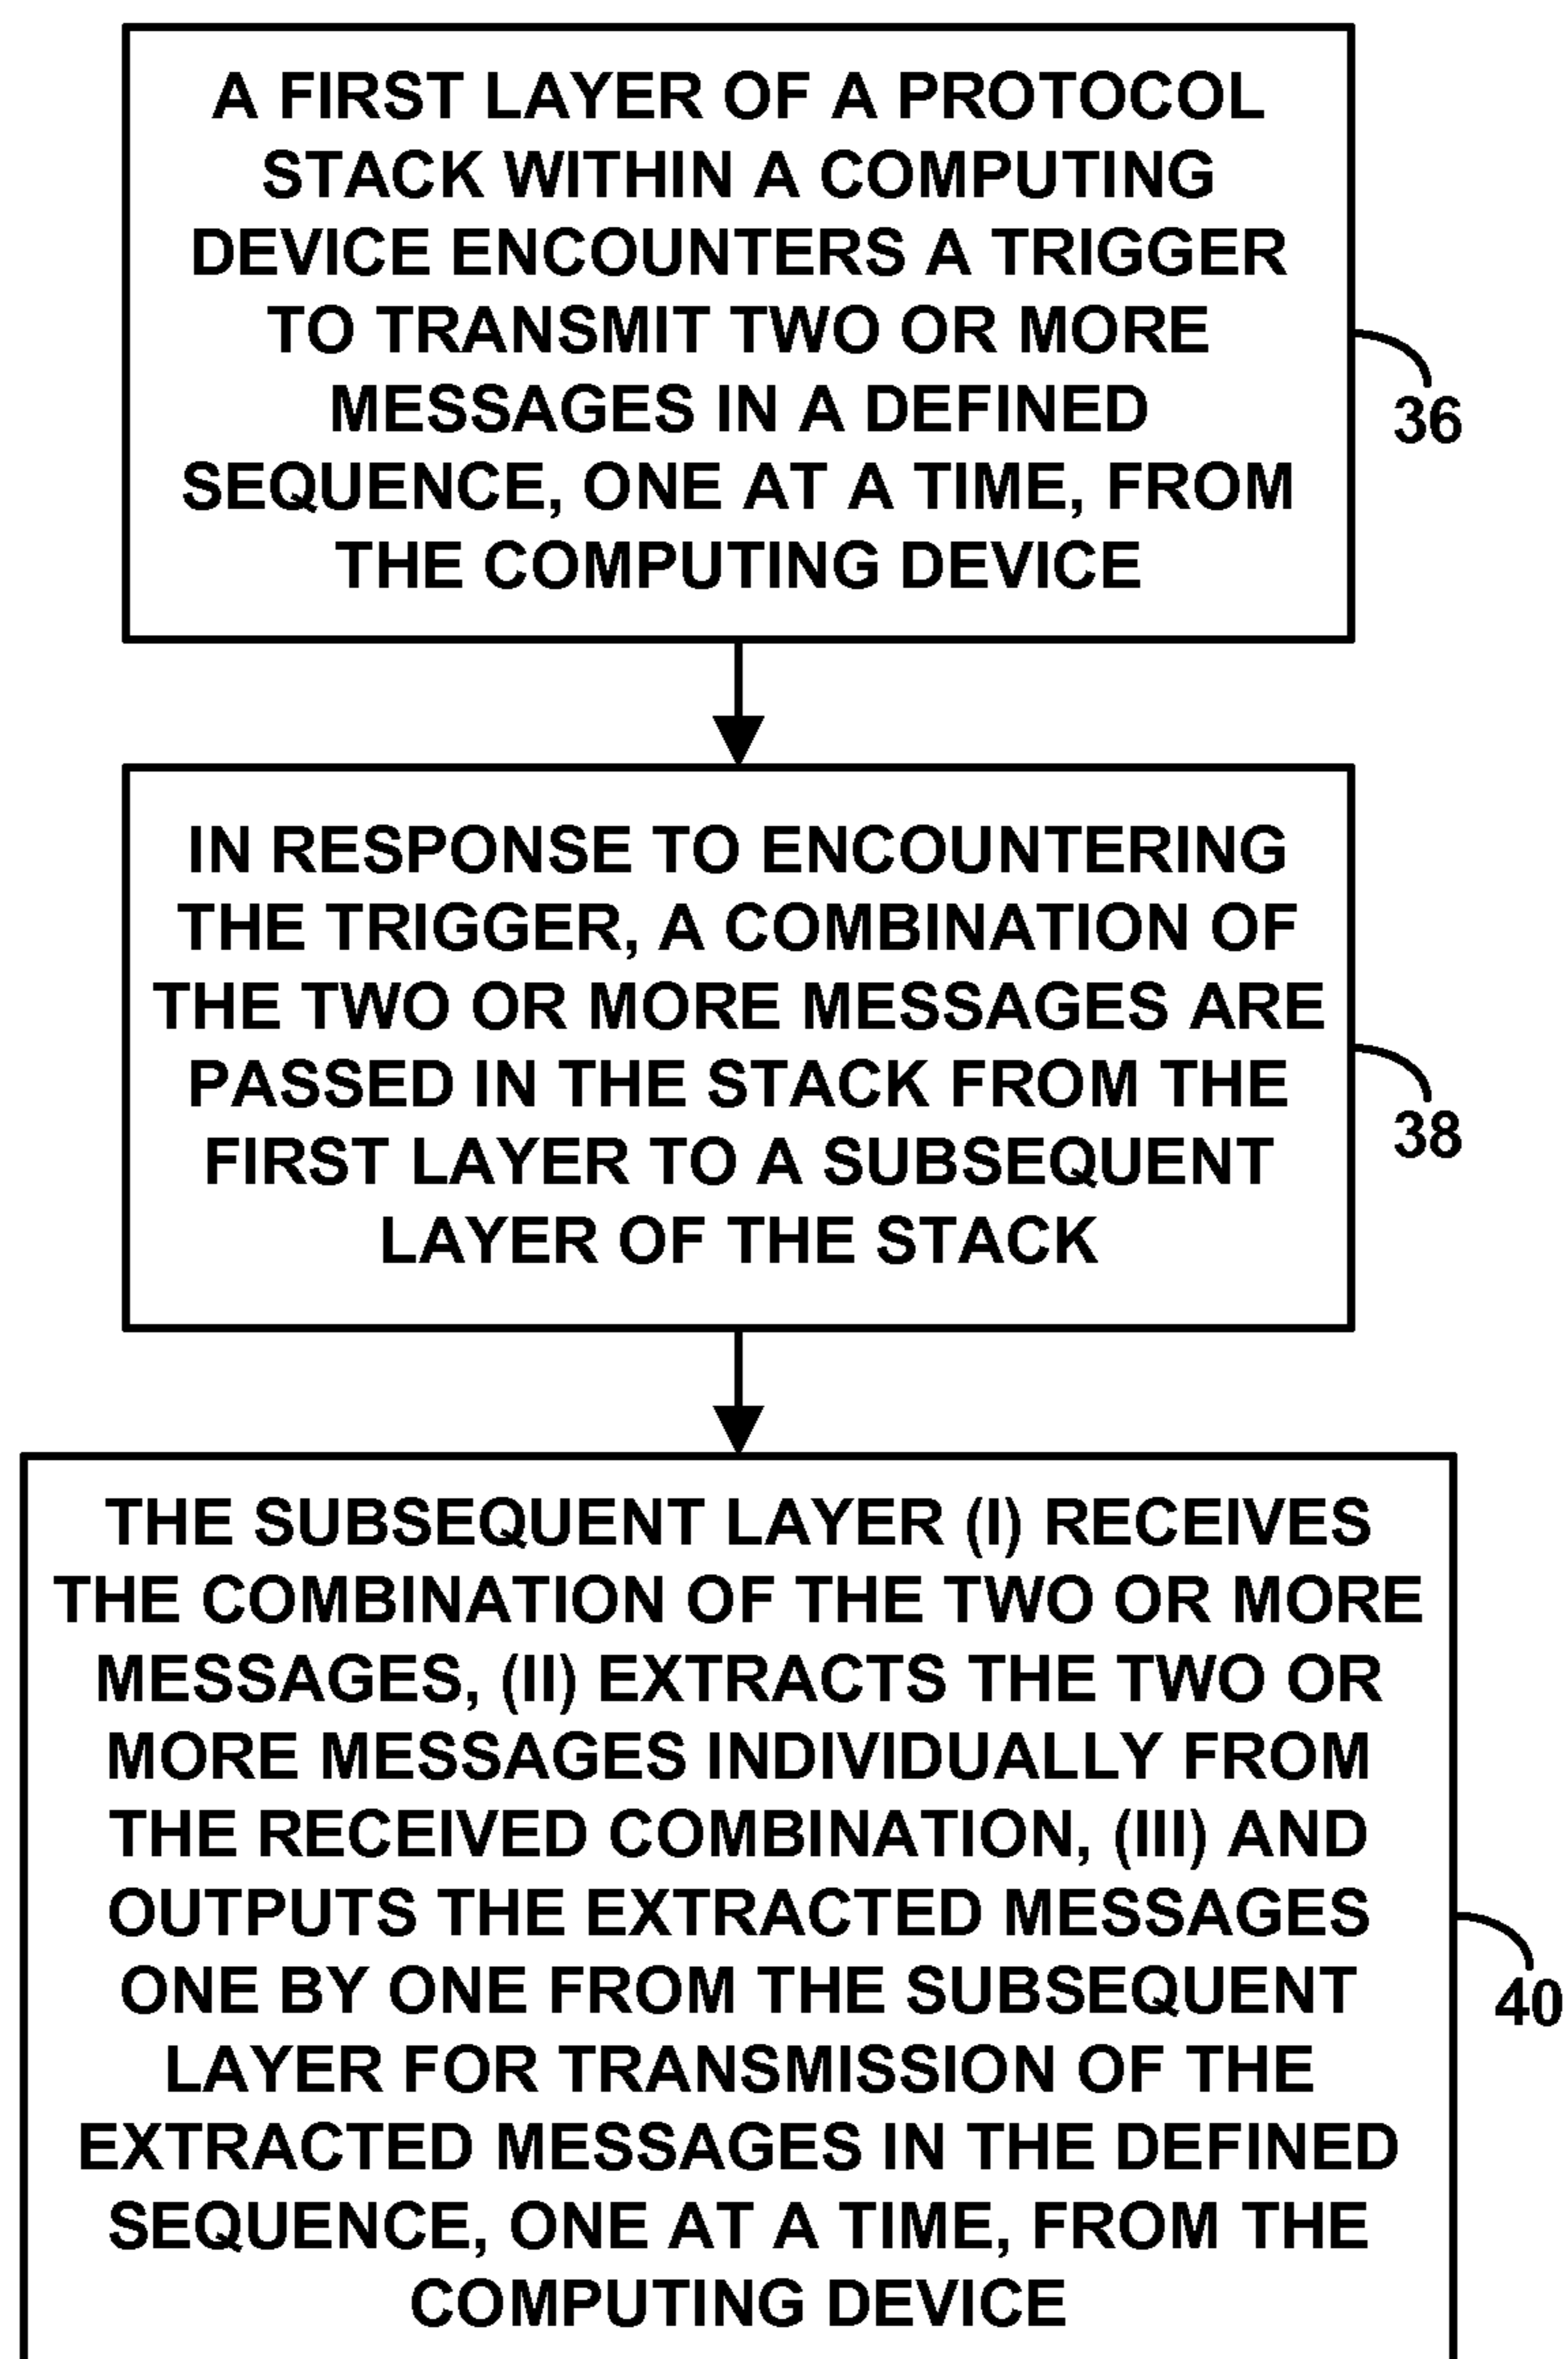 A FIRST LAYER OF A PROTOCOL
STACK WITHIN A COMPUTING
DEVICE ENCOUNTERS A TRIGGER
TO TRANSMIT TWO OR MORE
MESSAGES IN A DEFINED
SEQUENCE, ONE AT A TIME, FROM
THE COMPUTING DEVICE
36
IN RESPONSE TO ENCOUNTERING
THE TRIGGER, A COMBINATION OF
THE TWO OR MORE MESSAGES ARE
PASSED IN THE STACK FROM THE
FIRST LAYER TO A SUBSEQUENT
LAYER OF THE STACK
38
THE SUBSEQUENT LAYER (I) RECEIVES
THE COMBINATION OF THE TWO OR MORE
MESSAGES, (II) EXTRACTS THE TWO OR
MORE MESSAGES INDIVIDUALLY FROM
THE RECEIVED COMBINATION, (III) AND
OUTPUTS THE EXTRACTED MESSAGES
ONE BY ONE FROM THE SUBSEQUENT
LAYER FOR TRANSMISSION OF THE
EXTRACTED MESSAGES IN THE DEFINED
SEQUENCE, ONE AT A TIME, FROM THE
COMPUTING DEVICE
40